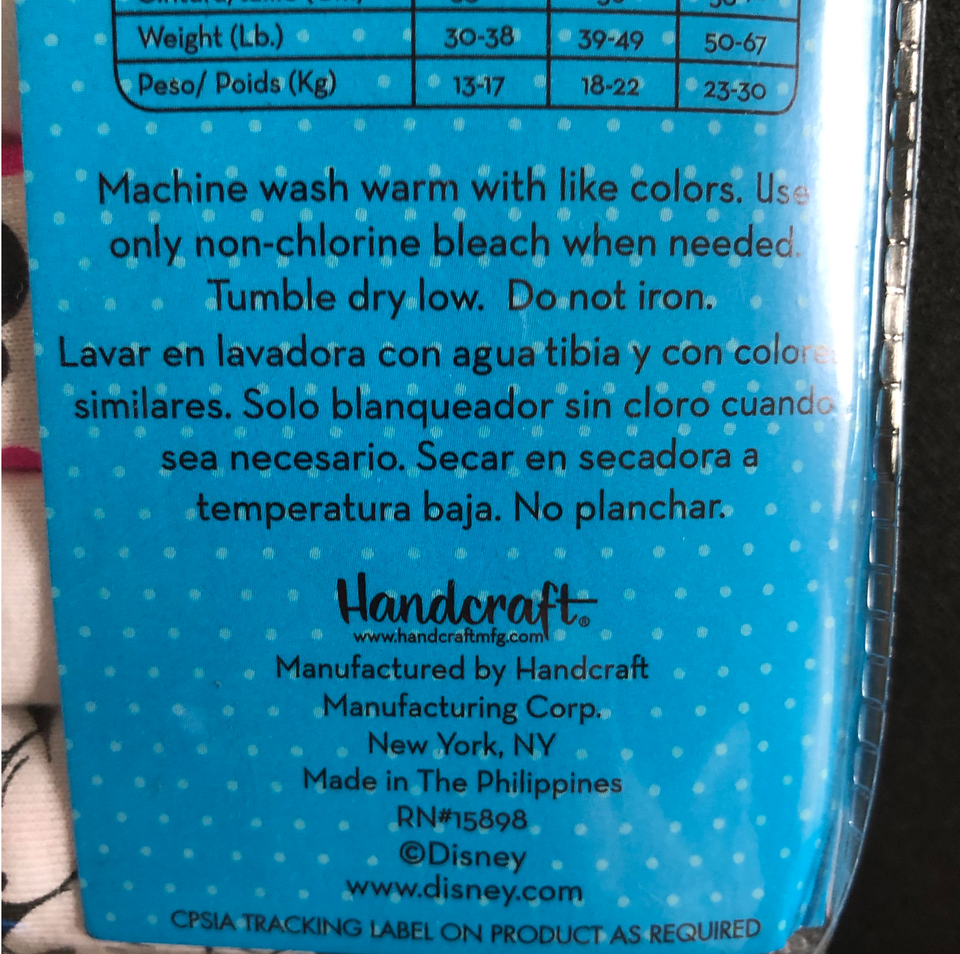 Weight (Lb.) 30-38 39-49 50-67
Peso/ Poids (Kg) 13-17 18-22 23-30
Machine wash warm with like colors. Use
only non-chlorine bleach when needed.
Tumble dry low. Do not iron.
Lavar en lavadora con agua tibia y con colores
similares. Solo blanqueador sin cloro cuando
sea necesario. Secar en secadora a
temperatura baja. No planchar.
Handcraft®
www.handcraftmfg.com
Manufactured by Handcraft
Manufacturing Corp.
New York, NY
Made in The Philippines
RN#15898
©Disney
www.disney.com
CPSIA TRACKING LABEL ON PRODUCT AS REQUIRED